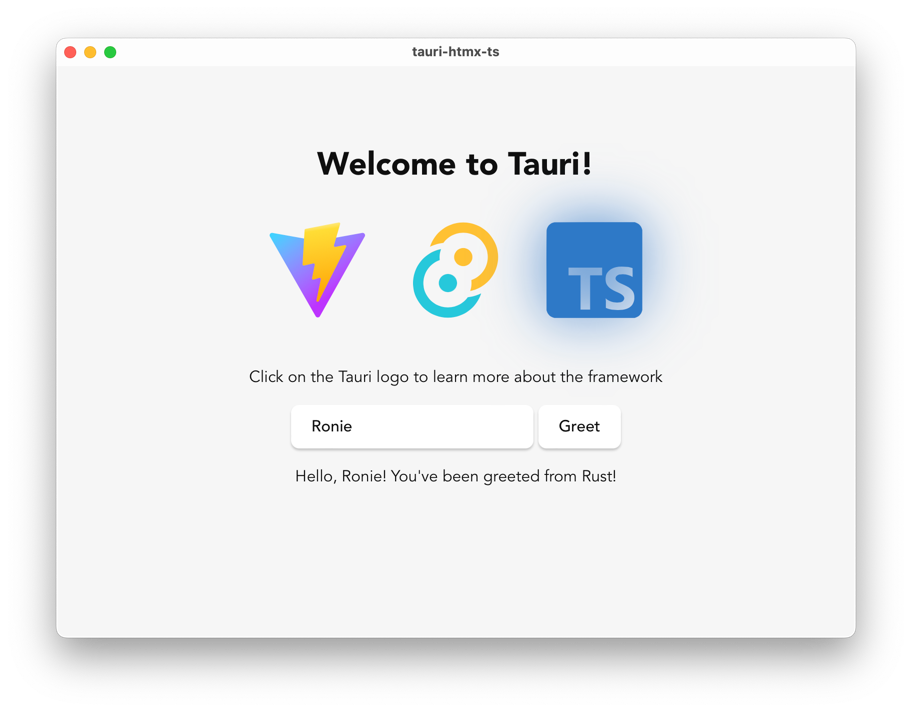 tauri-htmx-ts
Welcome to Tauri!
TS
Click on the Tauri logo to learn more about the framework
Ronie
Greet
Hello, Ronie! You've been greeted from Rust!